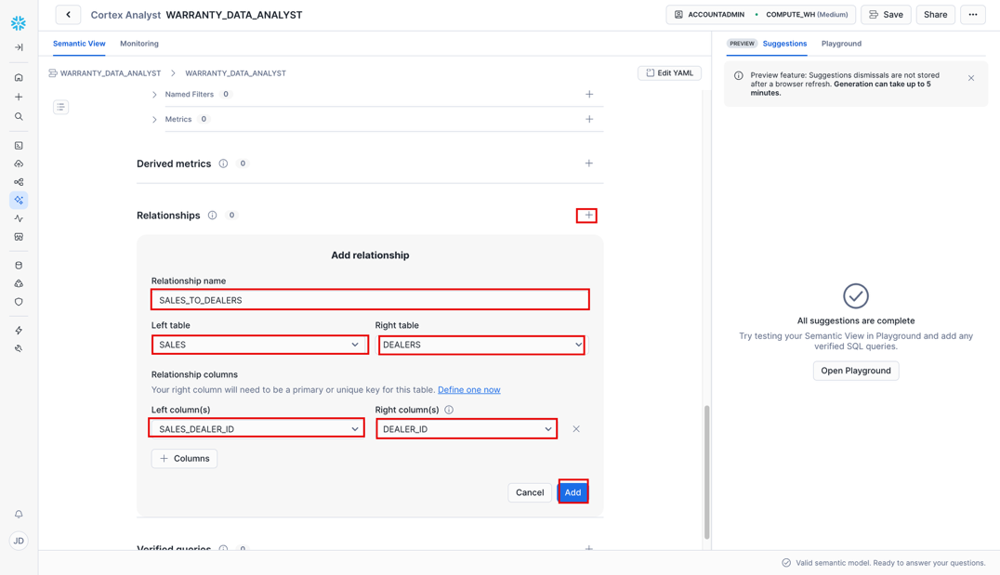 Cortex Analyst WARRANTY_DATA_ANALYST
ACCOUNTADMIN • COMPUTE_WH (Medium)
Save
Share
Semantic View
Monitoring
PREVIEW Suggestions
Playground
WARRANTY_DATA_ANALYST > WARRANTY_DATA_ANALYST
Edit YAML
Preview feature: Suggestions dismissals are not stored
after a browser refresh. Generation can take up to 5
minutes.
Named Filters 0
Metrics 0
Derived metrics 0
Relationships 0
Add relationship
Relationship name
SALES_TO_DEALERS
Left table
Right table
SALES
DEALERS
Relationship columns
Your right column will need to be a primary or unique key for this table. Define one now
Left column(s)
Right column(s)
SALES_DEALER_ID
DEALER_ID
+ Columns
Cancel
Add
Verified queries 0
All suggestions are complete
Try testing your Semantic View in Playground and add any
verified SQL queries.
Open Playground
JD
Valid semantic model. Ready to answer your questions.